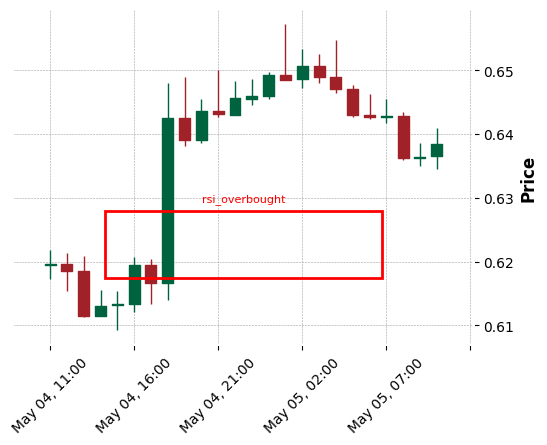 0.65
0.64
0.63
0.62
0.61
Price
rsi_overbought
May 04, 11:00
May 04, 16:00
May 04, 21:00
May 05, 02:00
May 05, 07:00